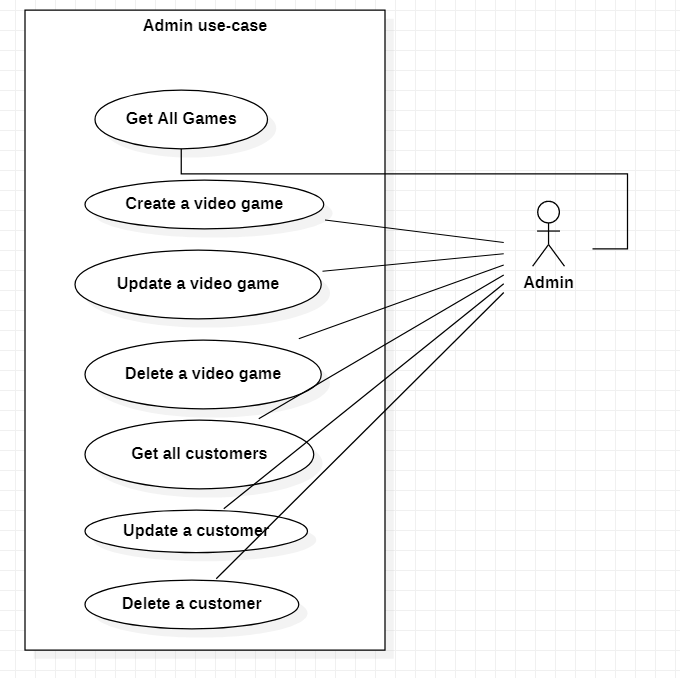 Admin use-case
Get All Games
Create a video game
Update a video game
Admin
Delete a video game
Get all customers
Update a customer
Delete a customer